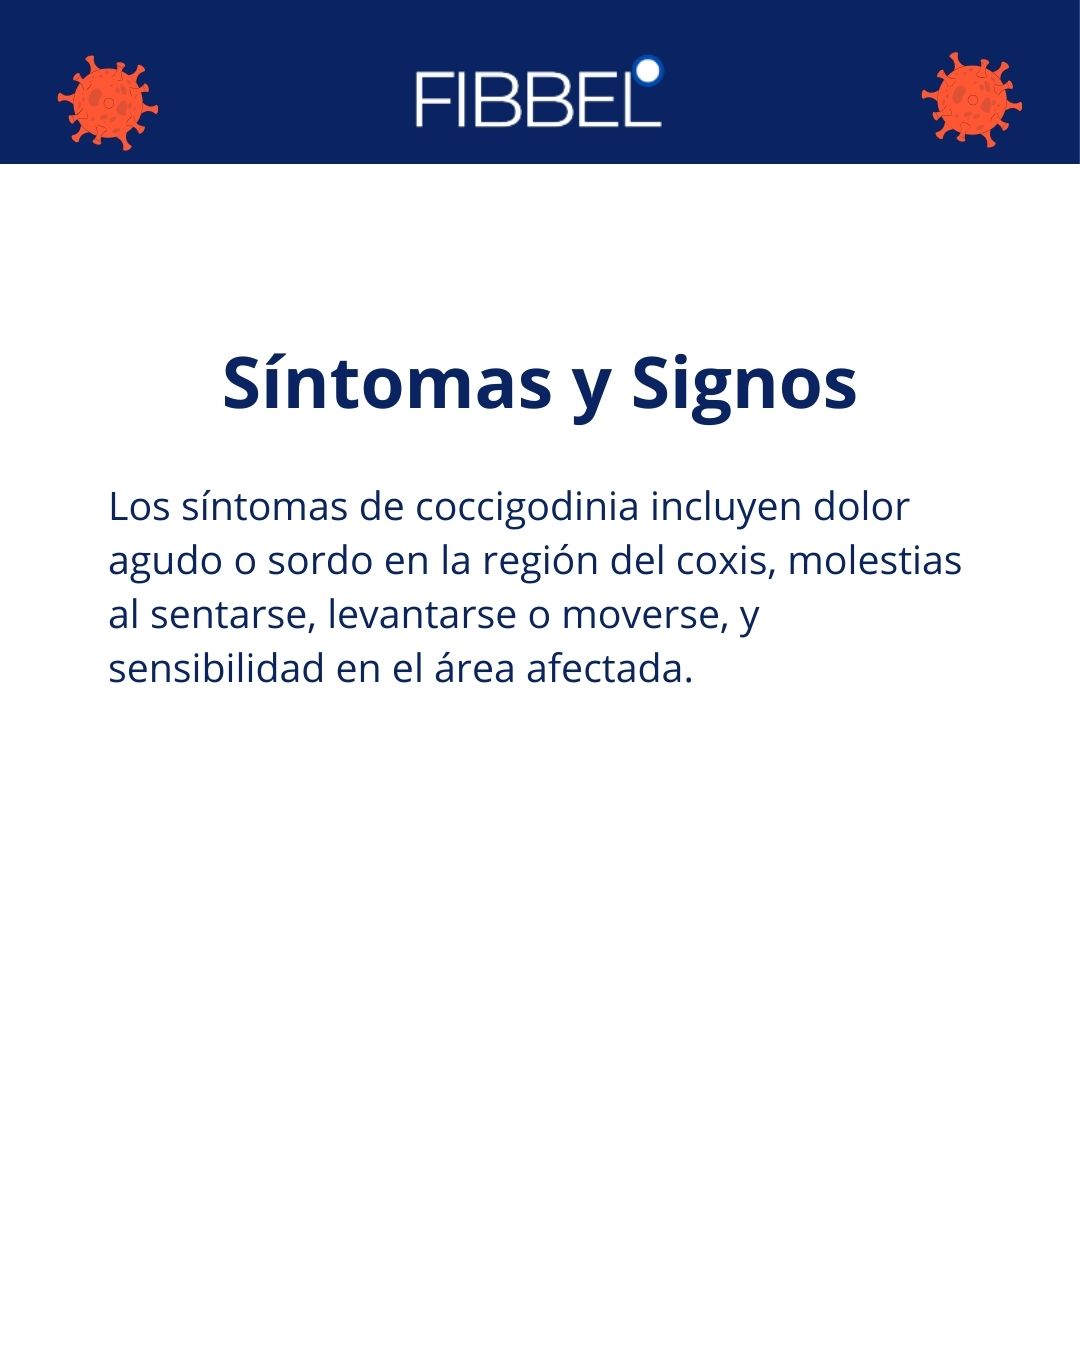 FIBBEL
Síntomas y Signos
Los síntomas de coccigodinia incluyen dolor
agudo o sordo en la región del coxis, molestias
al sentarse, levantarse o moverse, y
sensibilidad en el área afectada.